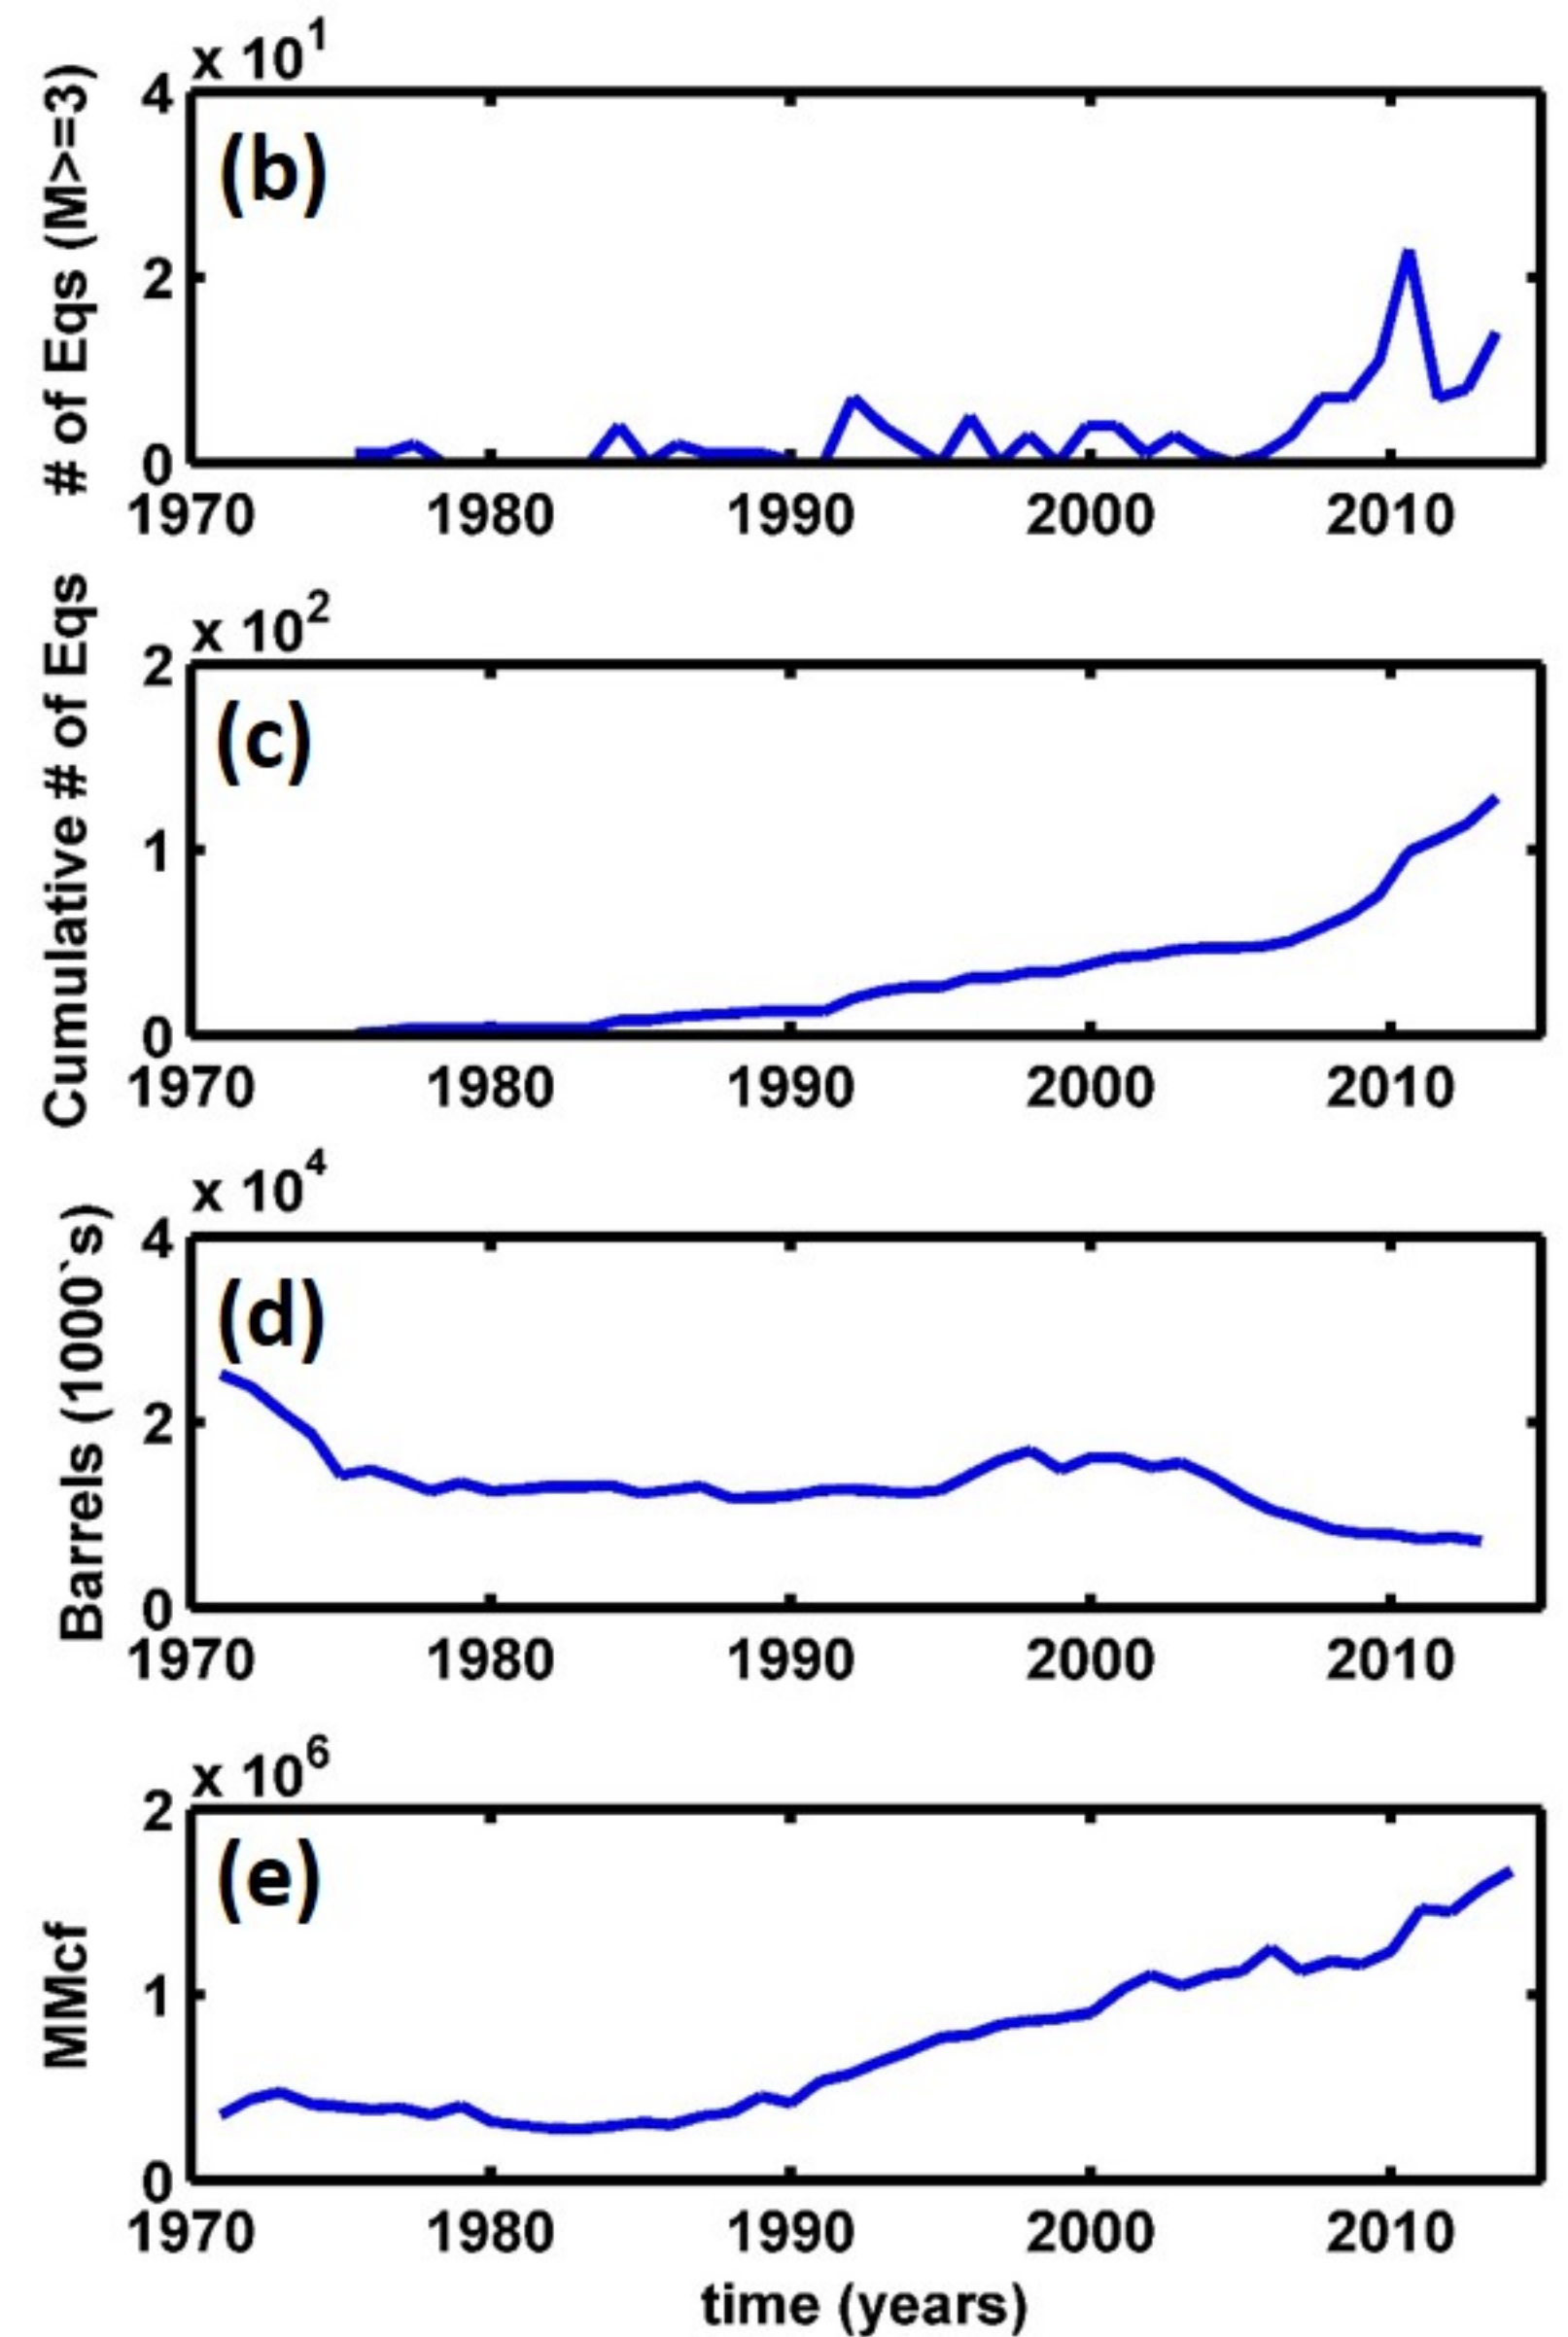 x 10^1
4
(b)
2
0
# of Eqs (M>=3)
1970 1980 1990 2000 2010
x 10^2
2
(c)
1
0
Cumulative # of Eqs
1970 1980 1990 2000 2010
x 10^4
4
(d)
2
0
Barrels (1000`s)
1970 1980 1990 2000 2010
x 10^6
2
(e)
1
0
MMcf
1970 1980 1990 2000 2010
time (years)